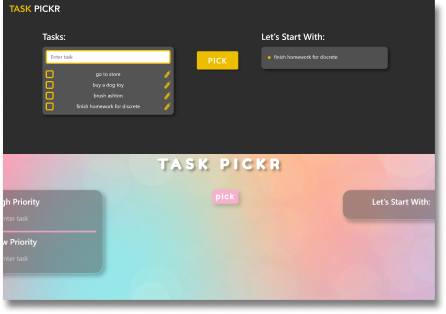 TASK PICKR
Tasks:
Let's Start With:
Enter task
PICK
finish homework for discrete
go to store
buy a dog toy
brush ashton
finish homework for discrete
TASK PICKR
pick
gh Priority
Let's Start With:
nter task
w Priority
nter task